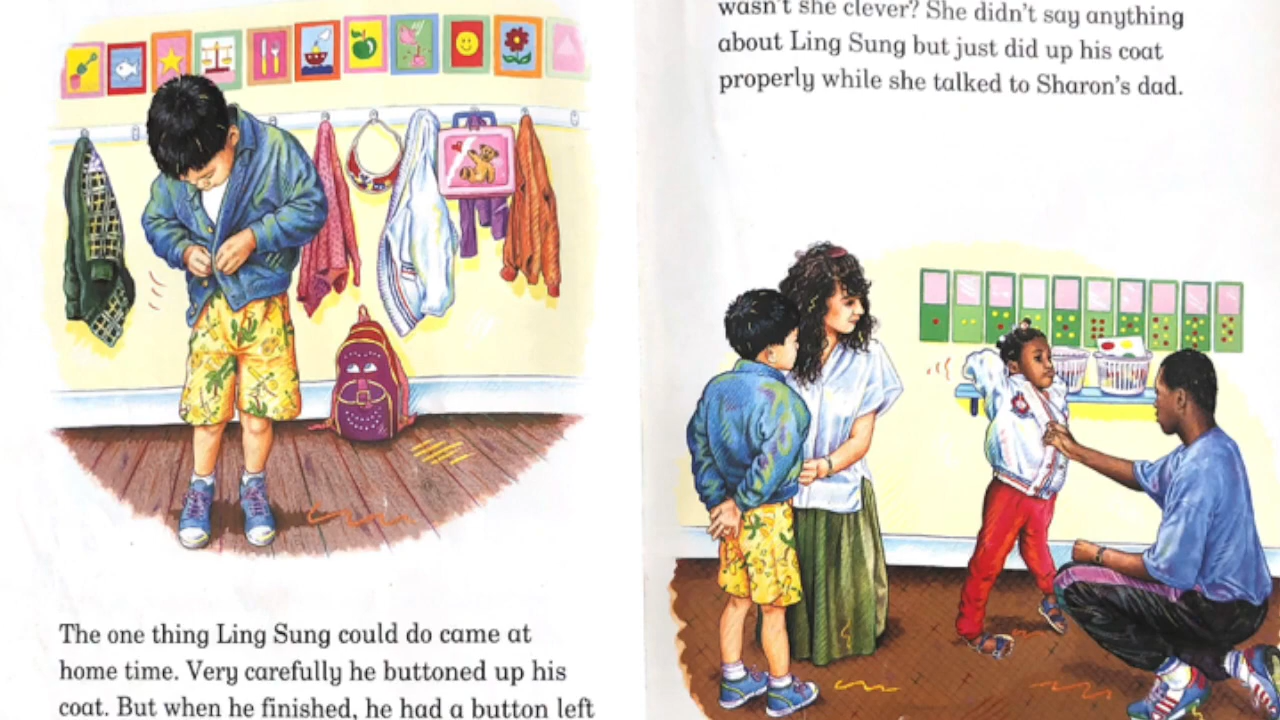 The one thing Ling Sung could do came at
home time. Very carefully he buttoned up his
coat. But when he finished, he had a button left
wasn't she clever? She didn't say anything
about Ling Sung but just did up his coat
properly while she talked to Sharon's dad.